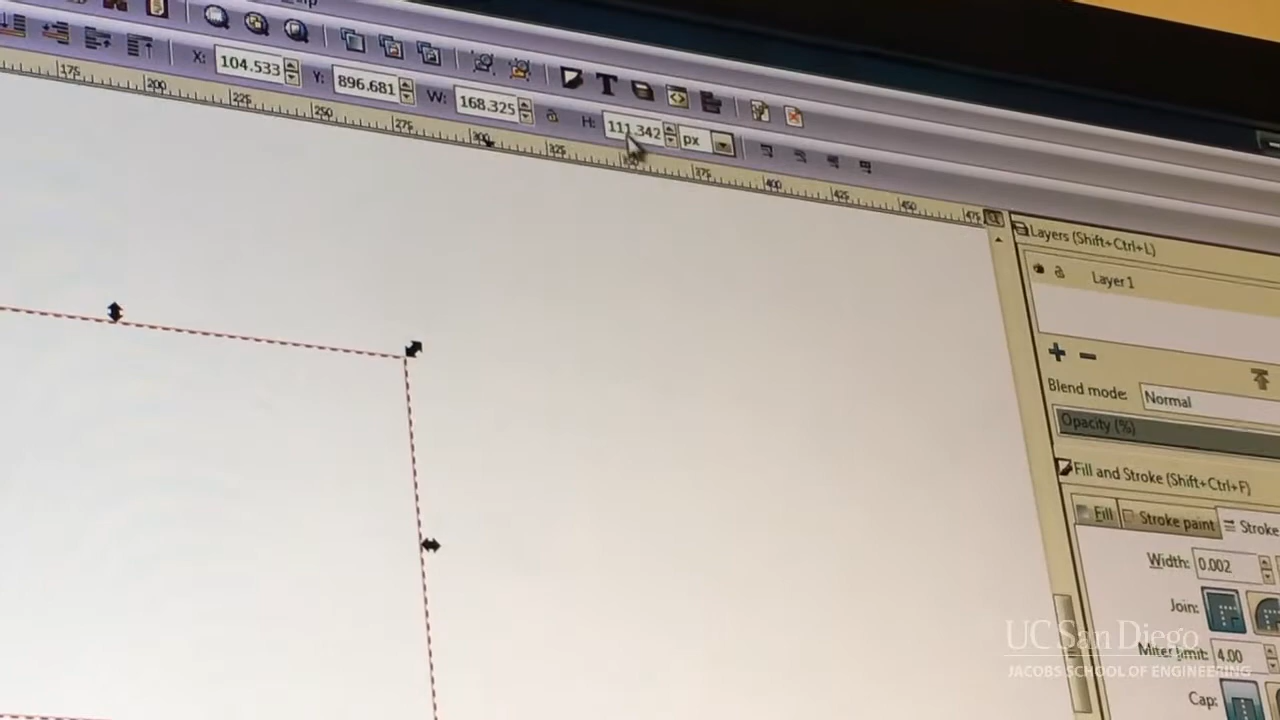 X: 104.533 Y: 896.681 W: 168.325 H: 111.342 px
175 200 225 250 275 300 325 375 400 425 450 475
Layers (Shift+Ctrl+L)
Layer 1
Blend mode: Normal
Opacity (%)
Fill and Stroke (Shift+Ctrl+F)
Fill Stroke paint Stroke
Width: 0.002
Join:
Miter limit: 4.00
Cap:
UC San Diego
JACOBS SCHOOL OF ENGINEERING